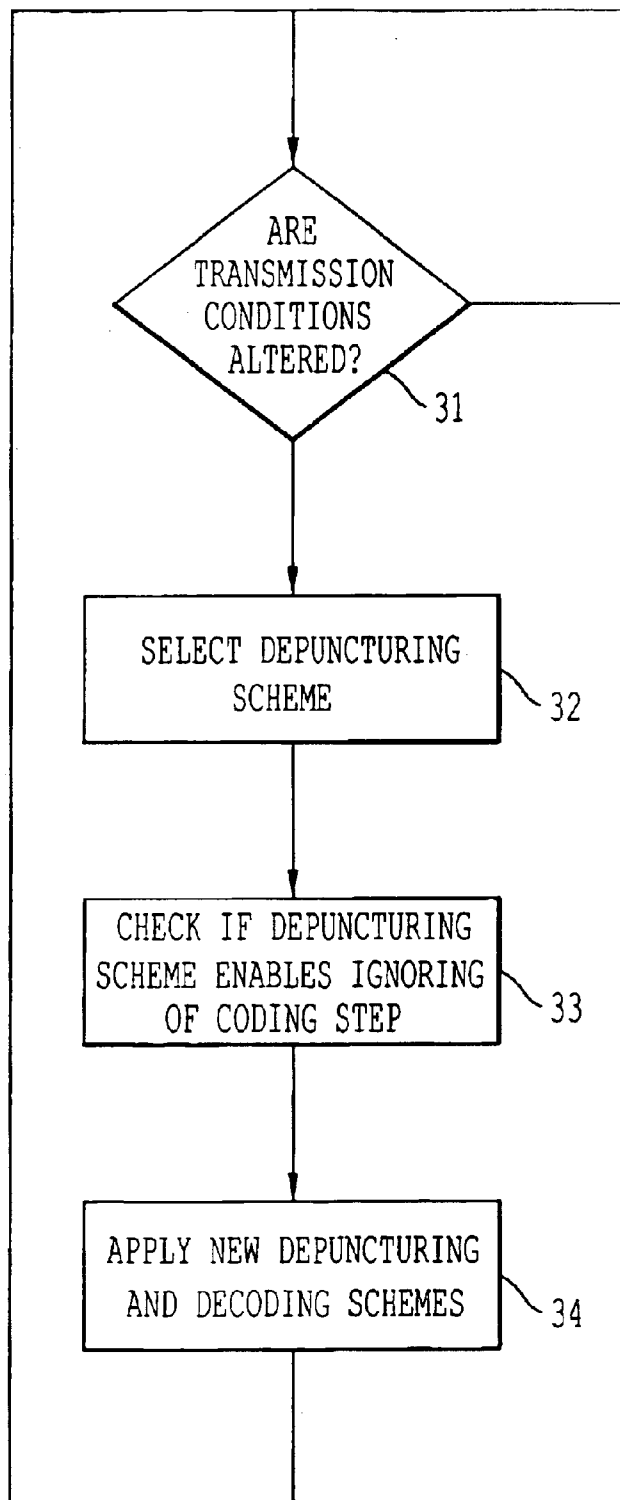 ARE
TRANSMISSION
CONDITIONS
ALTERED?
31
SELECT DEPUNCTURING
SCHEME
32
CHECK IF DEPUNCTURING
SCHEME ENABLES IGNORING
OF CODING STEP
33
APPLY NEW DEPUNCTURING
AND DECODING SCHEMES
34